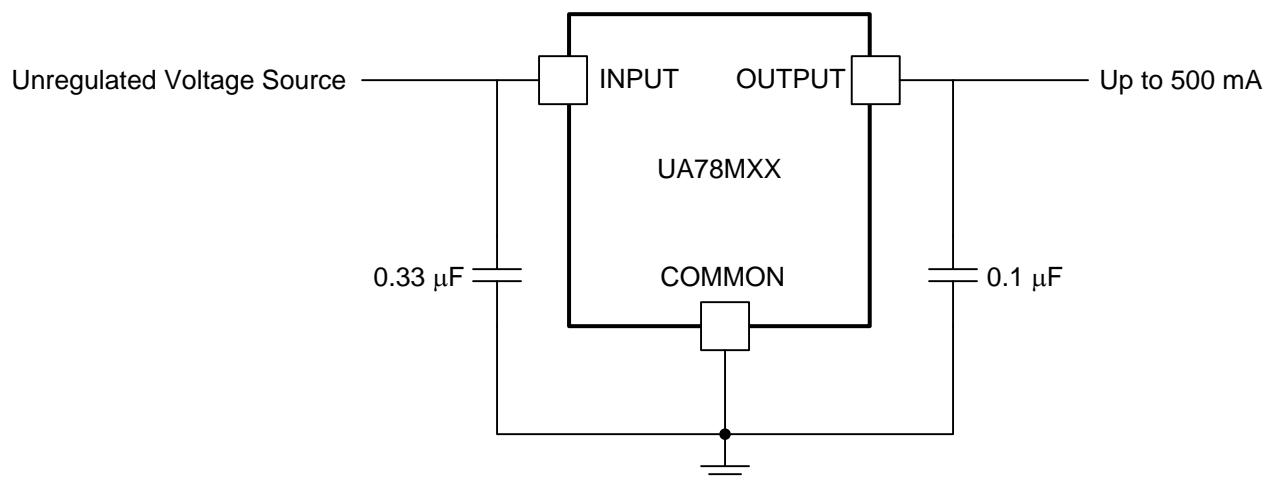 Unregulated Voltage Source
INPUT
OUTPUT
Up to 500 mA
UA78MXX
0.33 μF
COMMON
0.1 μF